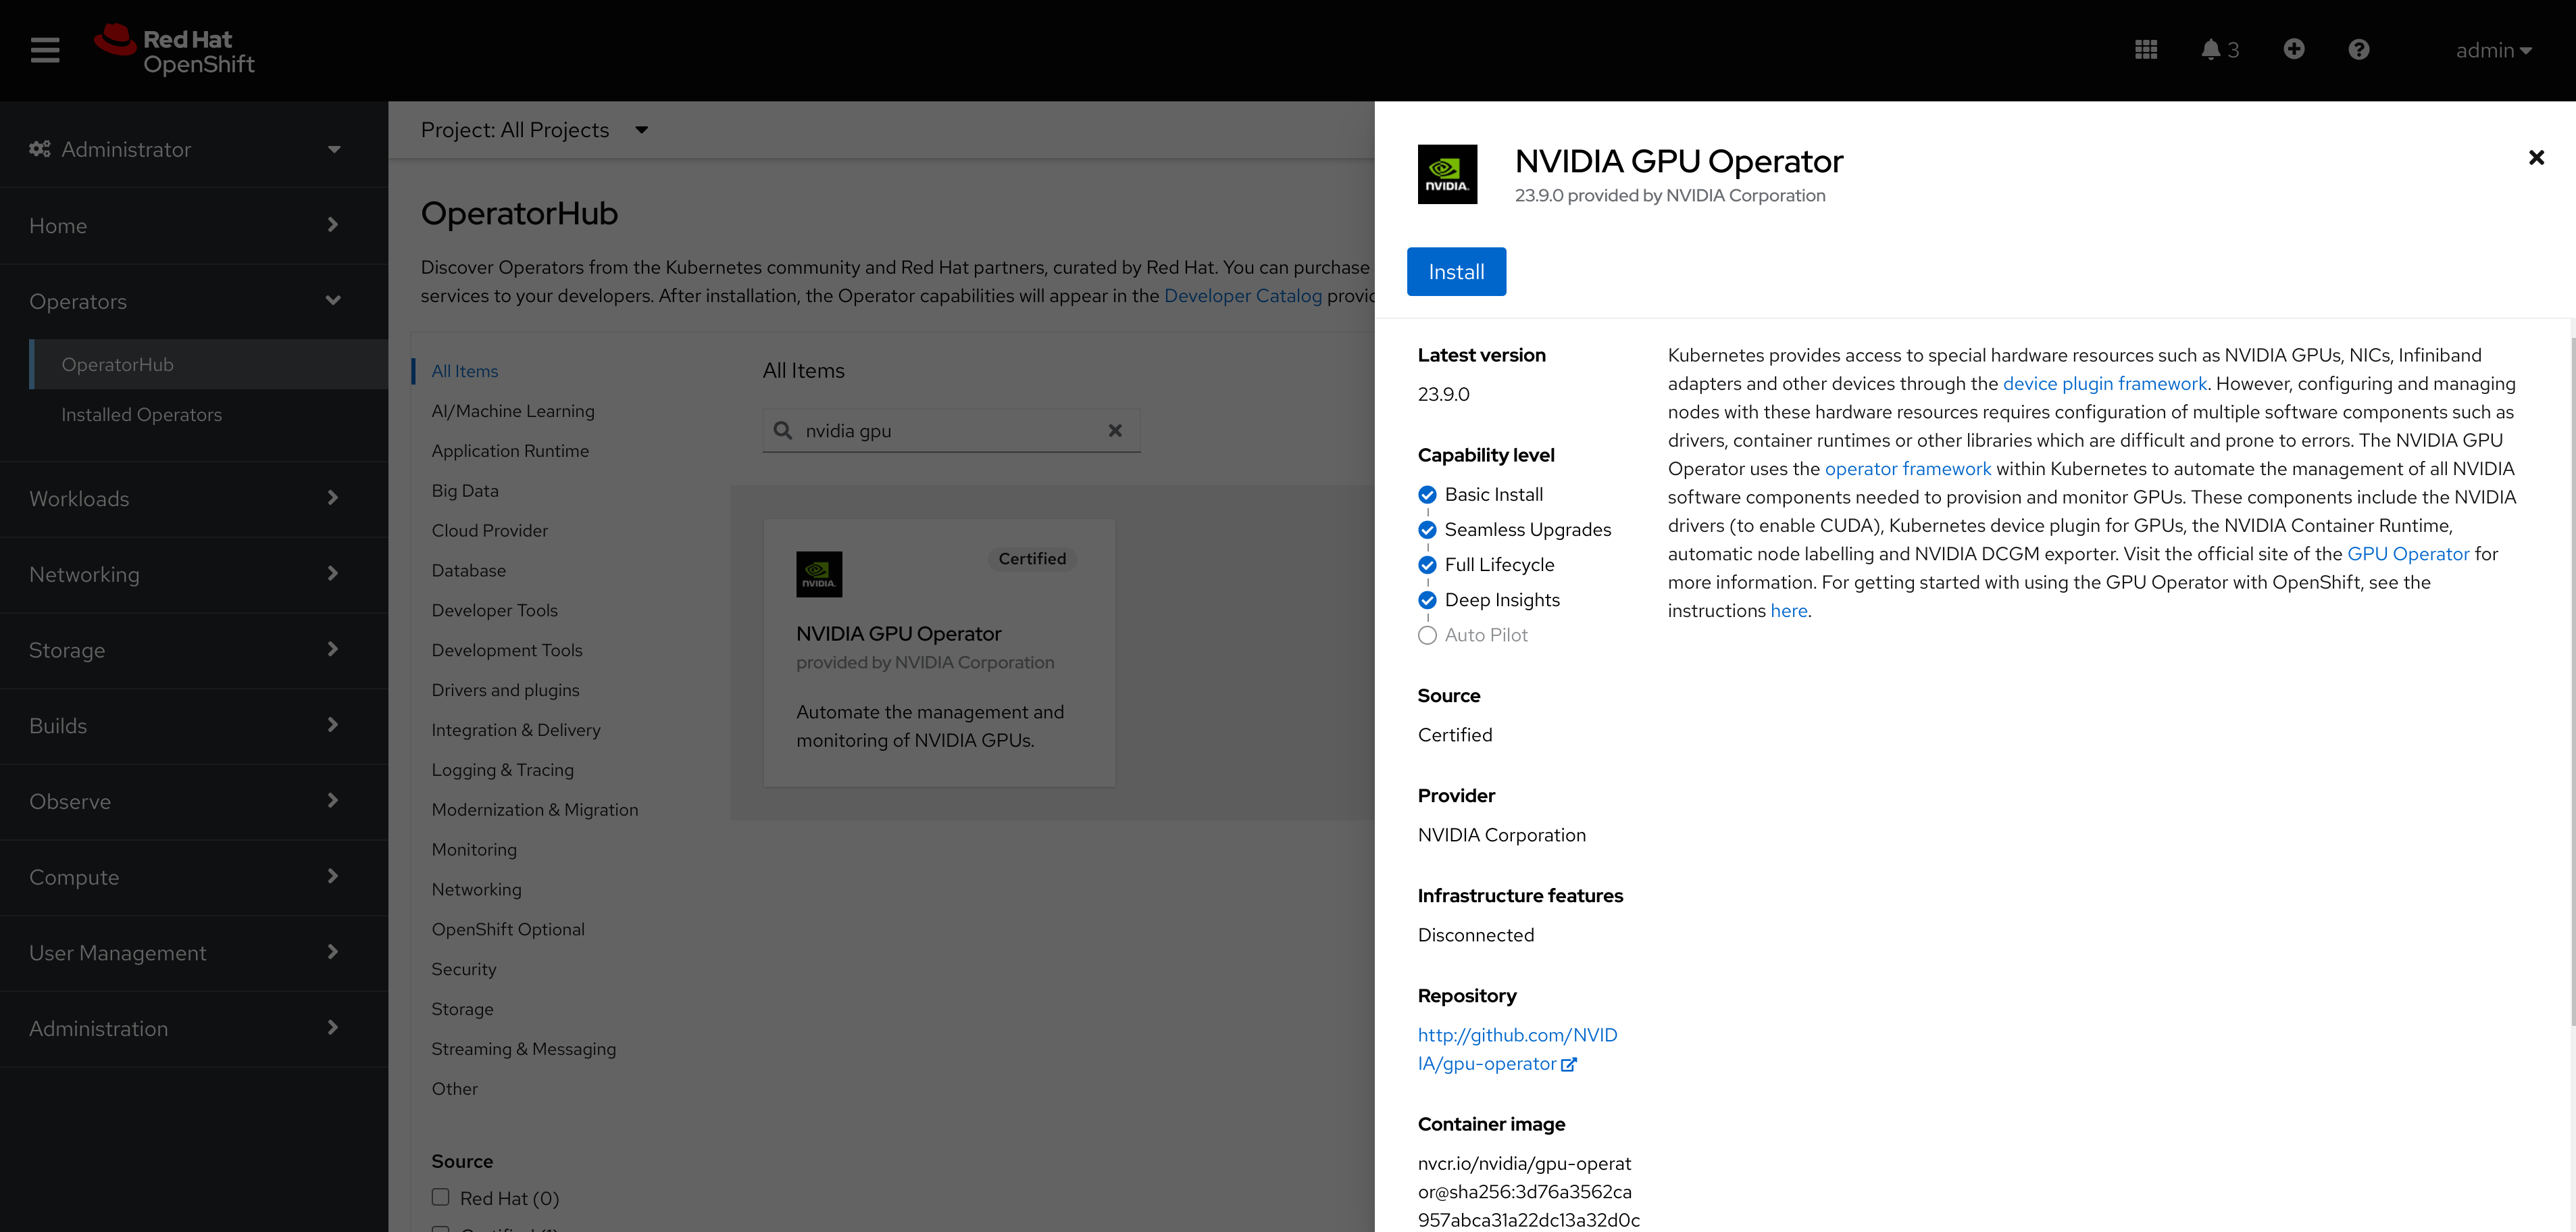 Red Hat
OpenShift
3
admin
Administrator
Home
Operators
OperatorHub
Installed Operators
Workloads
Networking
Storage
Builds
Observe
Compute
User Management
Administration
Project: All Projects
OperatorHub
Discover Operators from the Kubernetes community and Red Hat partners, curated by Red Hat. You can purchase
services to your developers. After installation, the Operator capabilities will appear in the Developer Catalog
All Items
AI/Machine Learning
Application Runtime
Big Data
Cloud Provider
Database
Developer Tools
Development Tools
Drivers and plugins
Integration & Delivery
Logging & Tracing
Modernization & Migration
Monitoring
Networking
OpenShift Optional
Security
Storage
Streaming & Messaging
Other
Source
Red Hat (0)
All Items
nvidia gpu
NVIDIA.
Certified
NVIDIA GPU Operator
provided by NVIDIA Corporation
Automate the management and
monitoring of NVIDIA GPUs.
NVIDIA.
NVIDIA GPU Operator
23.9.0 provided by NVIDIA Corporation
Install
Latest version
23.9.0
Capability level
Basic Install
Seamless Upgrades
Full Lifecycle
Deep Insights
Auto Pilot
Source
Certified
Provider
NVIDIA Corporation
Infrastructure features
Disconnected
Repository
http://github.com/NVID
IA/gpu-operator
Container image
nvcr.io/nvidia/gpu-operat
or@sha256:3d76a3562ca
957abca31a22dc13a32d0c
Kubernetes provides access to special hardware resources such as NVIDIA GPUs, NICs, Infiniband
adapters and other devices through the device plugin framework. However, configuring and managing
nodes with these hardware resources requires configuration of multiple software components such as
drivers, container runtimes or other libraries which are difficult and prone to errors. The NVIDIA GPU
Operator uses the operator framework within Kubernetes to automate the management of all NVIDIA
software components needed to provision and monitor GPUs. These components include the NVIDIA
drivers (to enable CUDA), Kubernetes device plugin for GPUs, the NVIDIA Container Runtime,
automatic node labelling and NVIDIA DCGM exporter. Visit the official site of the GPU Operator for
more information. For getting started with using the GPU Operator with OpenShift, see the
instructions here.